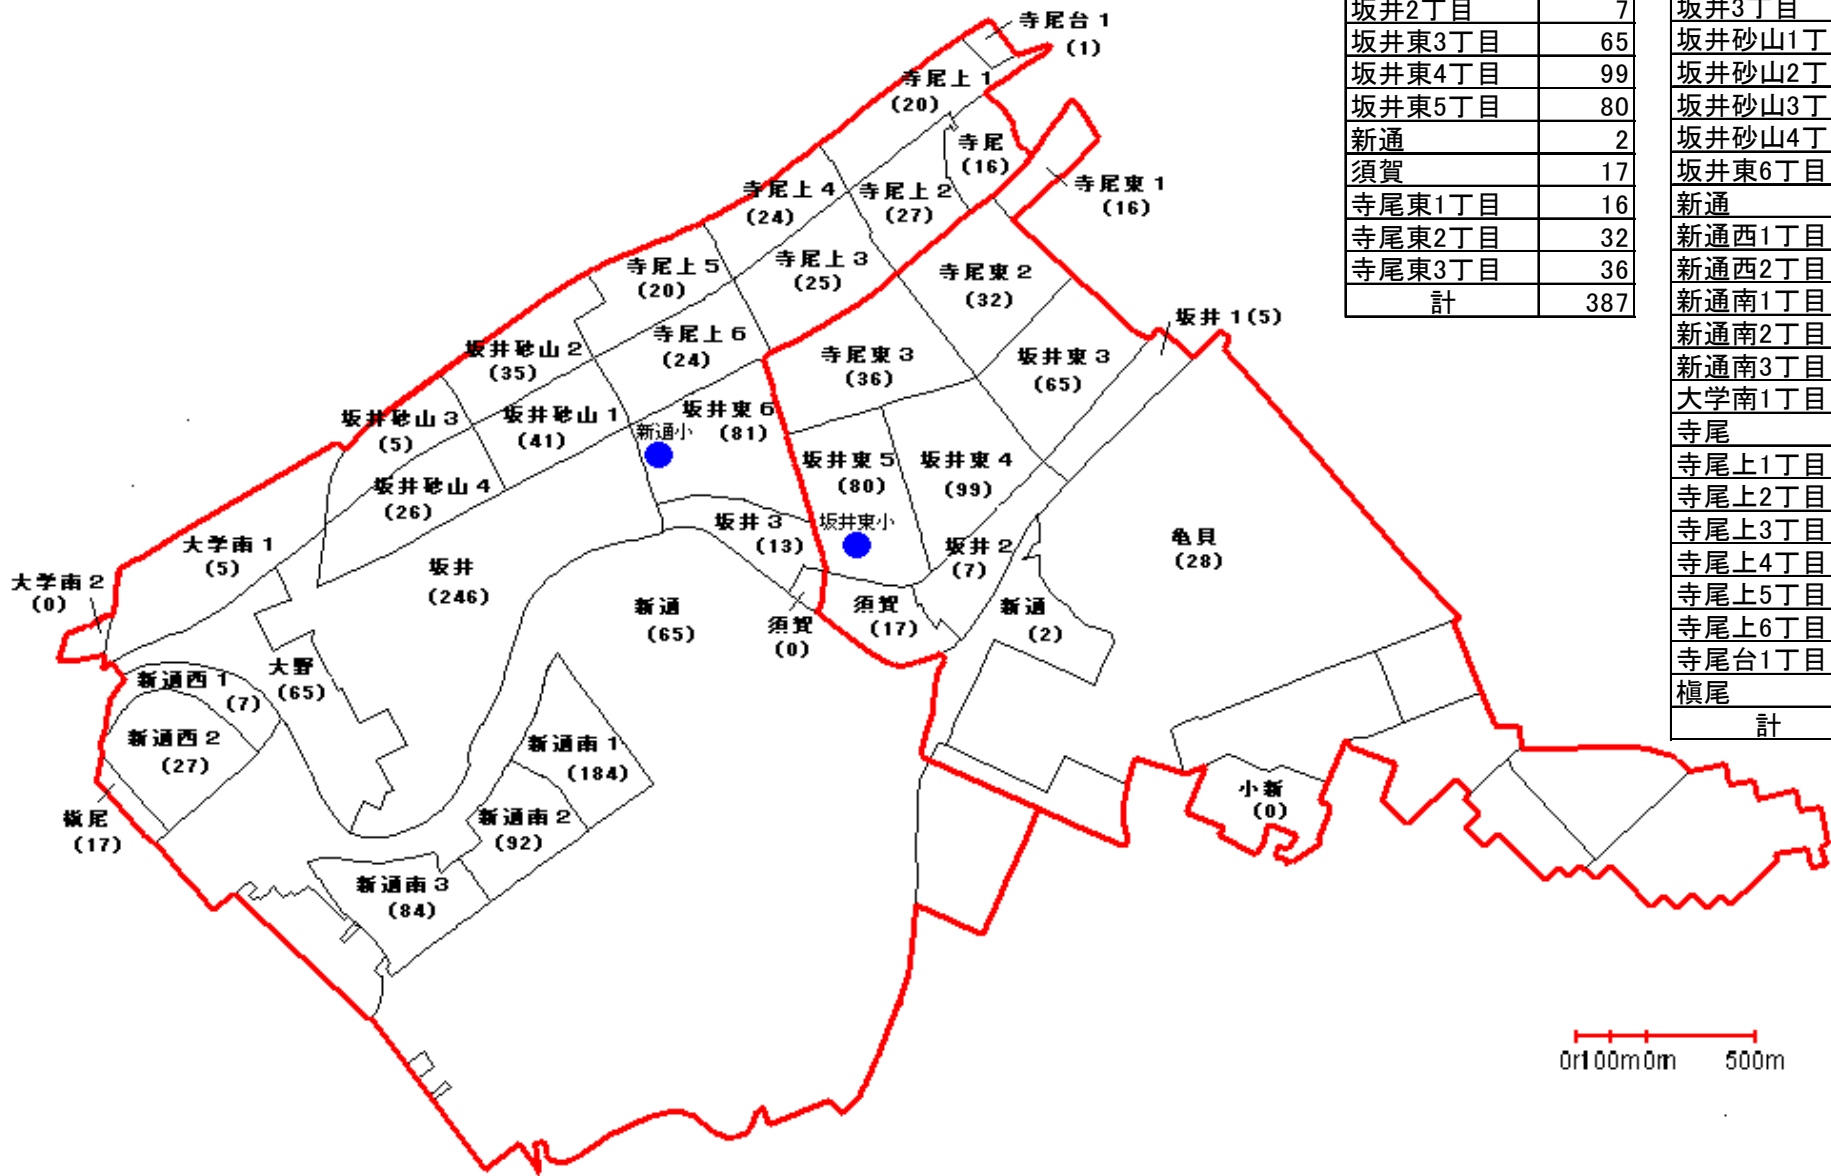 寺尾台1
(1)
寺尾上1
(20)
寺尾
(16)
寺尾東1
(16)
寺尾上4
(24)
寺尾上2
(27)
寺尾上5
(20)
寺尾上3
(25)
寺尾東2
(32)
坂井1(5)
坂井砂山2
(35)
寺尾上6
(24)
寺尾東3
(36)
坂井東3
(65)
坂井砂山3
(5)
坂井砂山1
(41)
坂井東6
(81)
新通小
坂井東5
(80)
坂井東4
(99)
坂井砂山4
(26)
坂井3
(13)
坂井東小
大学南1
(5)
坂井
(246)
坂井2
(7)
亀貝
(28)
大学南2
(0)
新通
(65)
須賀
(0)
須賀
(17)
新通
(2)
新通西1
(7)
大野
(65)
新通西2
(27)
新通南1
(184)
槇尾
(17)
新通南2
(92)
小新
(0)
新通南3
(84)
坂井2丁目 7
坂井東3丁目 65
坂井東4丁目 99
坂井東5丁目 80
新通 2
須賀 17
寺尾東1丁目 16
寺尾東2丁目 32
寺尾東3丁目 36
計 387
坂井3丁目
坂井砂山1丁
坂井砂山2丁
坂井砂山3丁
坂井砂山4丁
坂井東6丁目
新通
新通西1丁目
新通西2丁目
新通南1丁目
新通南2丁目
新通南3丁目
大学南1丁目
寺尾
寺尾上1丁目
寺尾上2丁目
寺尾上3丁目
寺尾上4丁目
寺尾上5丁目
寺尾上6丁目
寺尾台1丁目
槇尾
計
500m